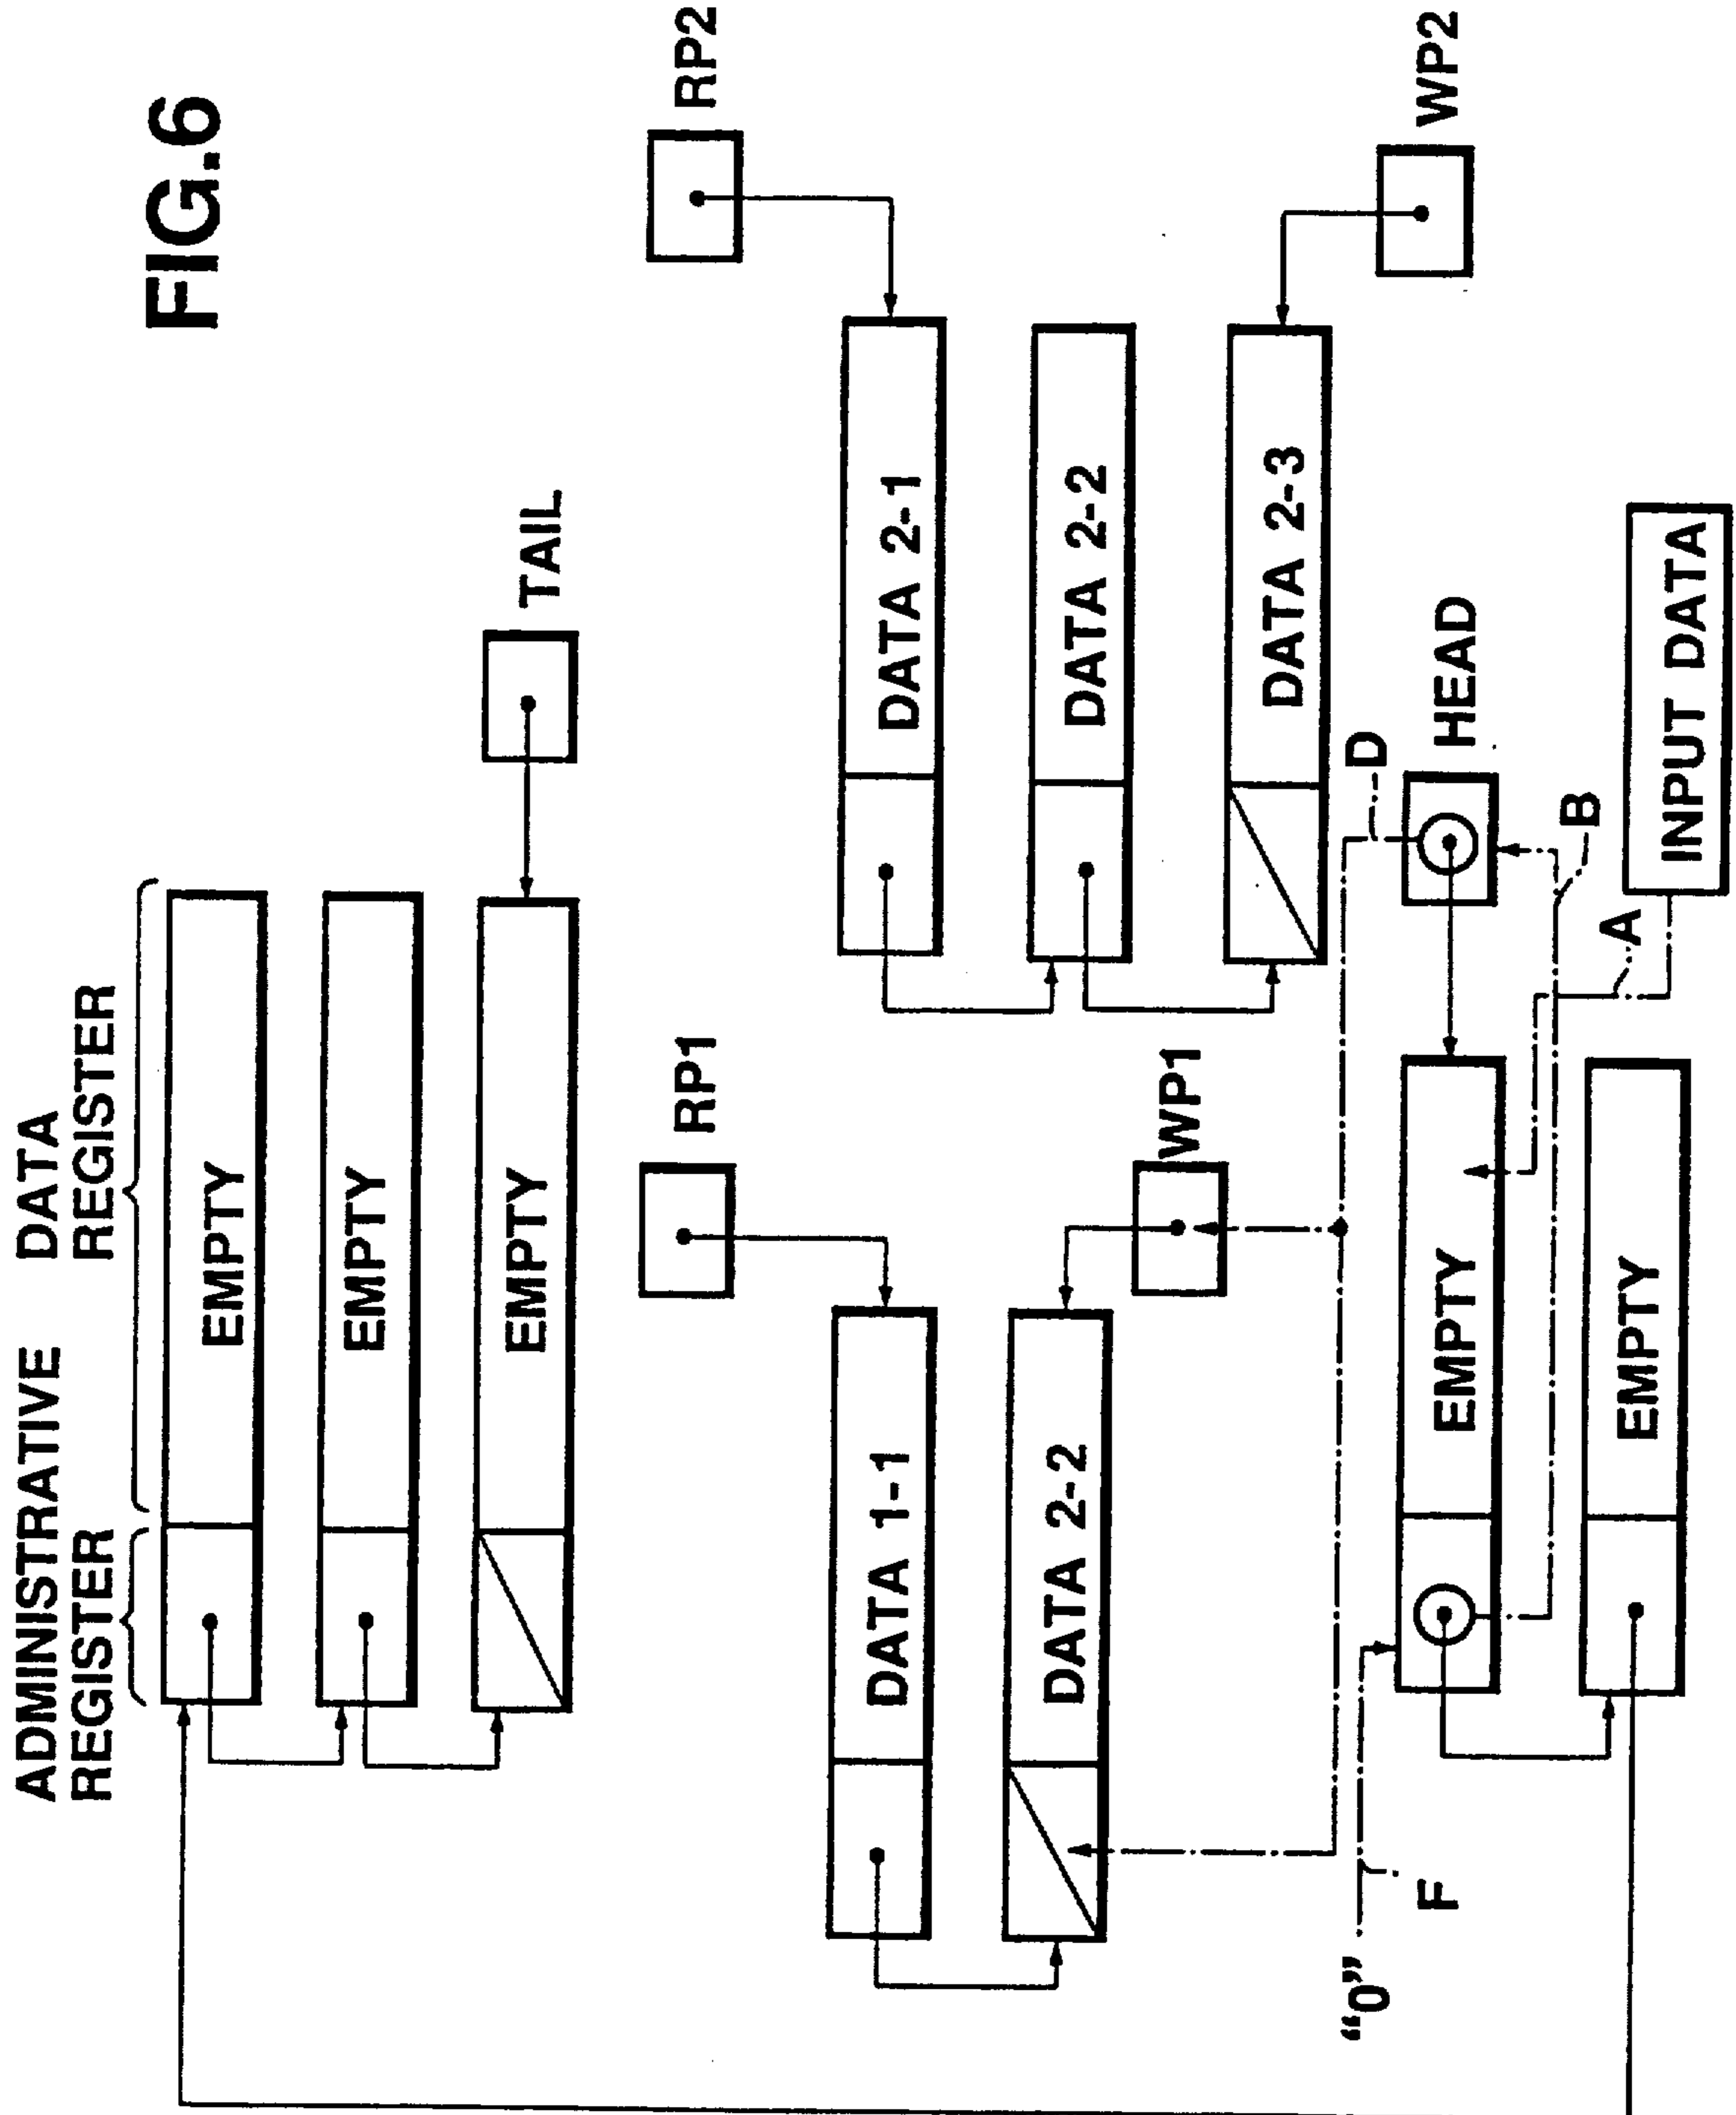 FIG.6
ADMINISTRATIVE
REGISTER
DATA
REGISTER
EMPTY
EMPTY
EMPTY
TAIL
RP1
RP2
DATA 1-1
DATA 2-1
DATA 2-2
DATA 2-2
WP1
DATA 2-3
WP2
"0"
F
D
EMPTY
HEAD
EMPTY
A
B
INPUT DATA